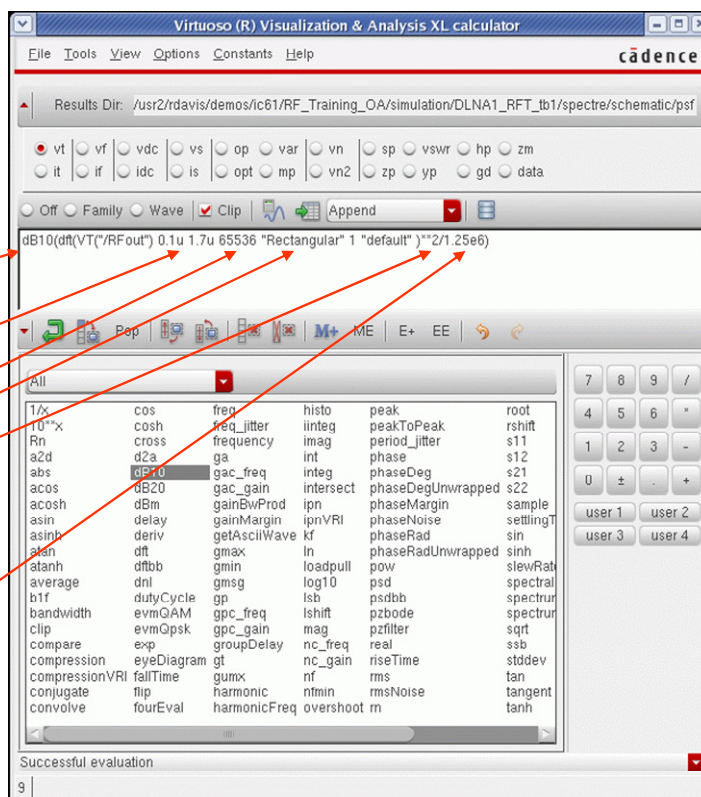 Virtuoso (R) Visualization & Analysis XL calculator
File Tools View Options Constants Help
cādence
Results Dir: /usr2/rdavis/demos/ic61/RF_Training_OA/simulation/DLNA1_RFT_tb1/spectre/schematic/psf
vt vf vdc vs op var vn sp vswr hp zm
it if idc is opt mp vn2 zp yp gd data
Off Family Wave Clip Append
dB10(dft(VT("/RFout") 0.1u 1.7u 65536 "Rectangular" 1 "default" )**2/1.25e6)
Pop M+ ME E+ EE
All
7 8 9 /
1/x cos freq histo peak root
4 5 6 *
10**x cosh freq_jitter iinteg peakToPeak rshift
Rn cross frequency imag period_jitter s11
1 2 3 -
a2d d2a ga int phase s12
abs dB10 gac_freq integ phaseDeg s21
0 ± . +
acos dB20 gac_gain intersect phaseDegUnwrapped s22
acosh dBm gainBwProd ipn phaseMargin sample
user 1 user 2
asin delay gainMargin ipnVRI phaseNoise settlingT
asinh deriv getAsciiWave kf phaseRad sin
user 3 user 4
atan dft gmax ln phaseRadUnwrapped sinh
atanh dftbb gmin loadpull pow slewRat
average dnl gmsg log10 psd spectral
b1f dutyCycle gp lsb psdbb spectrur
bandwidth evmQAM gpc_freq lshift pzbode spectrur
clip evmQpsk gpc_gain mag pzfilter sqrt
compare exp groupDelay nc_freq real ssb
compression eyeDiagram gt nc_gain riseTime stddev
compressionVRI fallTime gumx nf rms tan
conjugate flip harmonic nfmin rmsNoise tangent
convolve fourEval harmonicFreq overshoot rn tanh
Successful evaluation
9